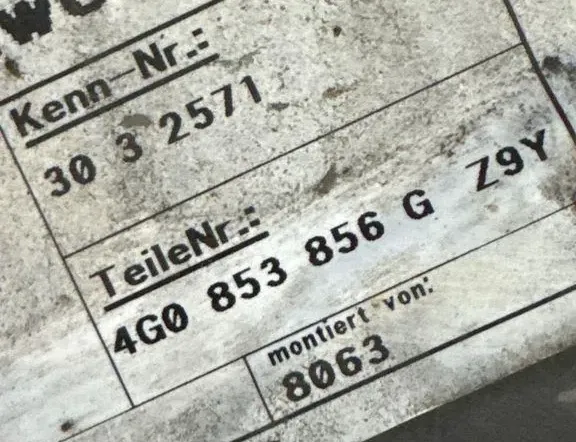 Kenn-Nr.:
30 3 2571
TeileNr.:
4G0 853 856 G Z9Y
montiert von:
8063